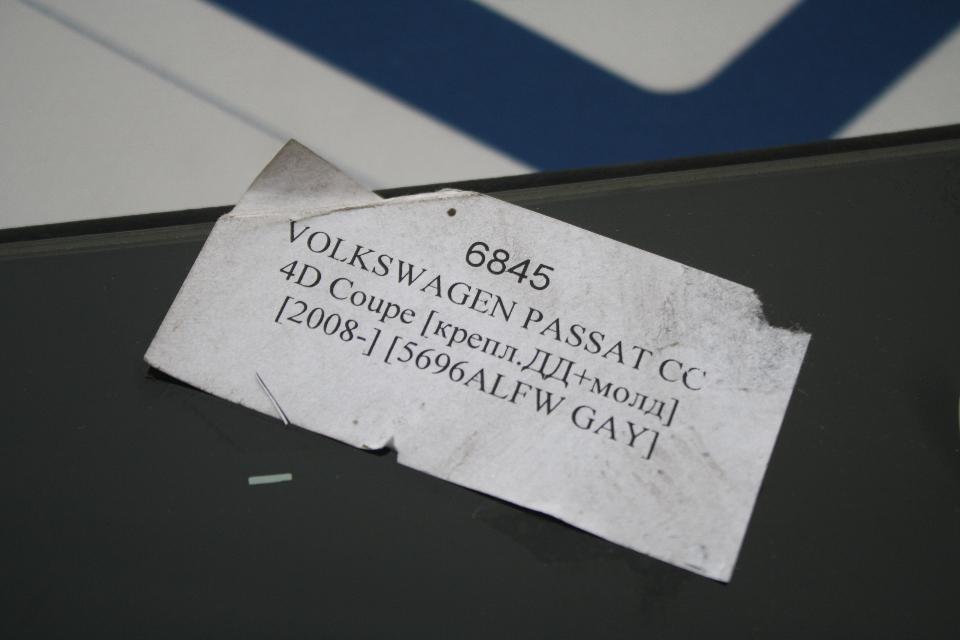 6845
VOLKSWAGEN PASSAT CC
4D Coupe [крепл.ДД+молд]
[2008-] [5696ALFW GAY]